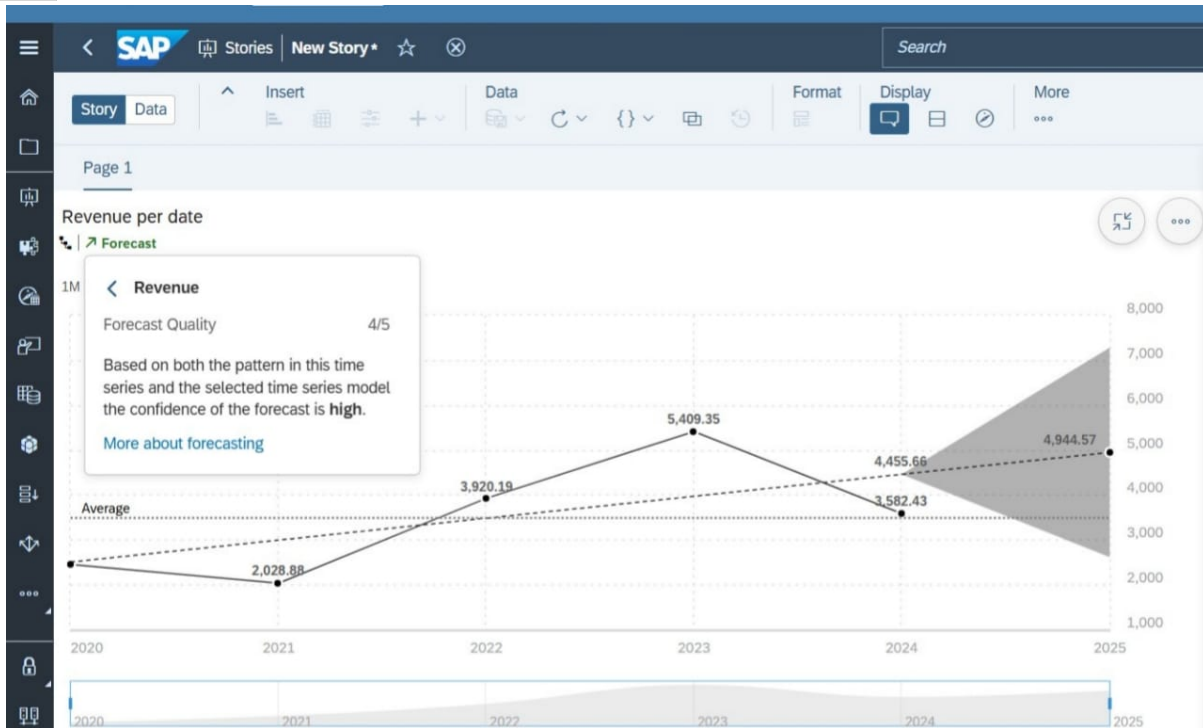 SAP Stories New Story * Search
Story Data Insert Data Format Display More
Page 1
Revenue per date
Forecast
1M
Revenue
Forecast Quality 4/5
Based on both the pattern in this time
series and the selected time series model
the confidence of the forecast is high.
More about forecasting
8,000
7,000
6,000
5,409.35
5,000
4,944.57
4,455.66
4,000
3,920.19
3,582.43
Average
3,000
2,028.88
2,000
1,000
2020 2021 2022 2023 2024 2025
2020 2021 2022 2023 2024 2025